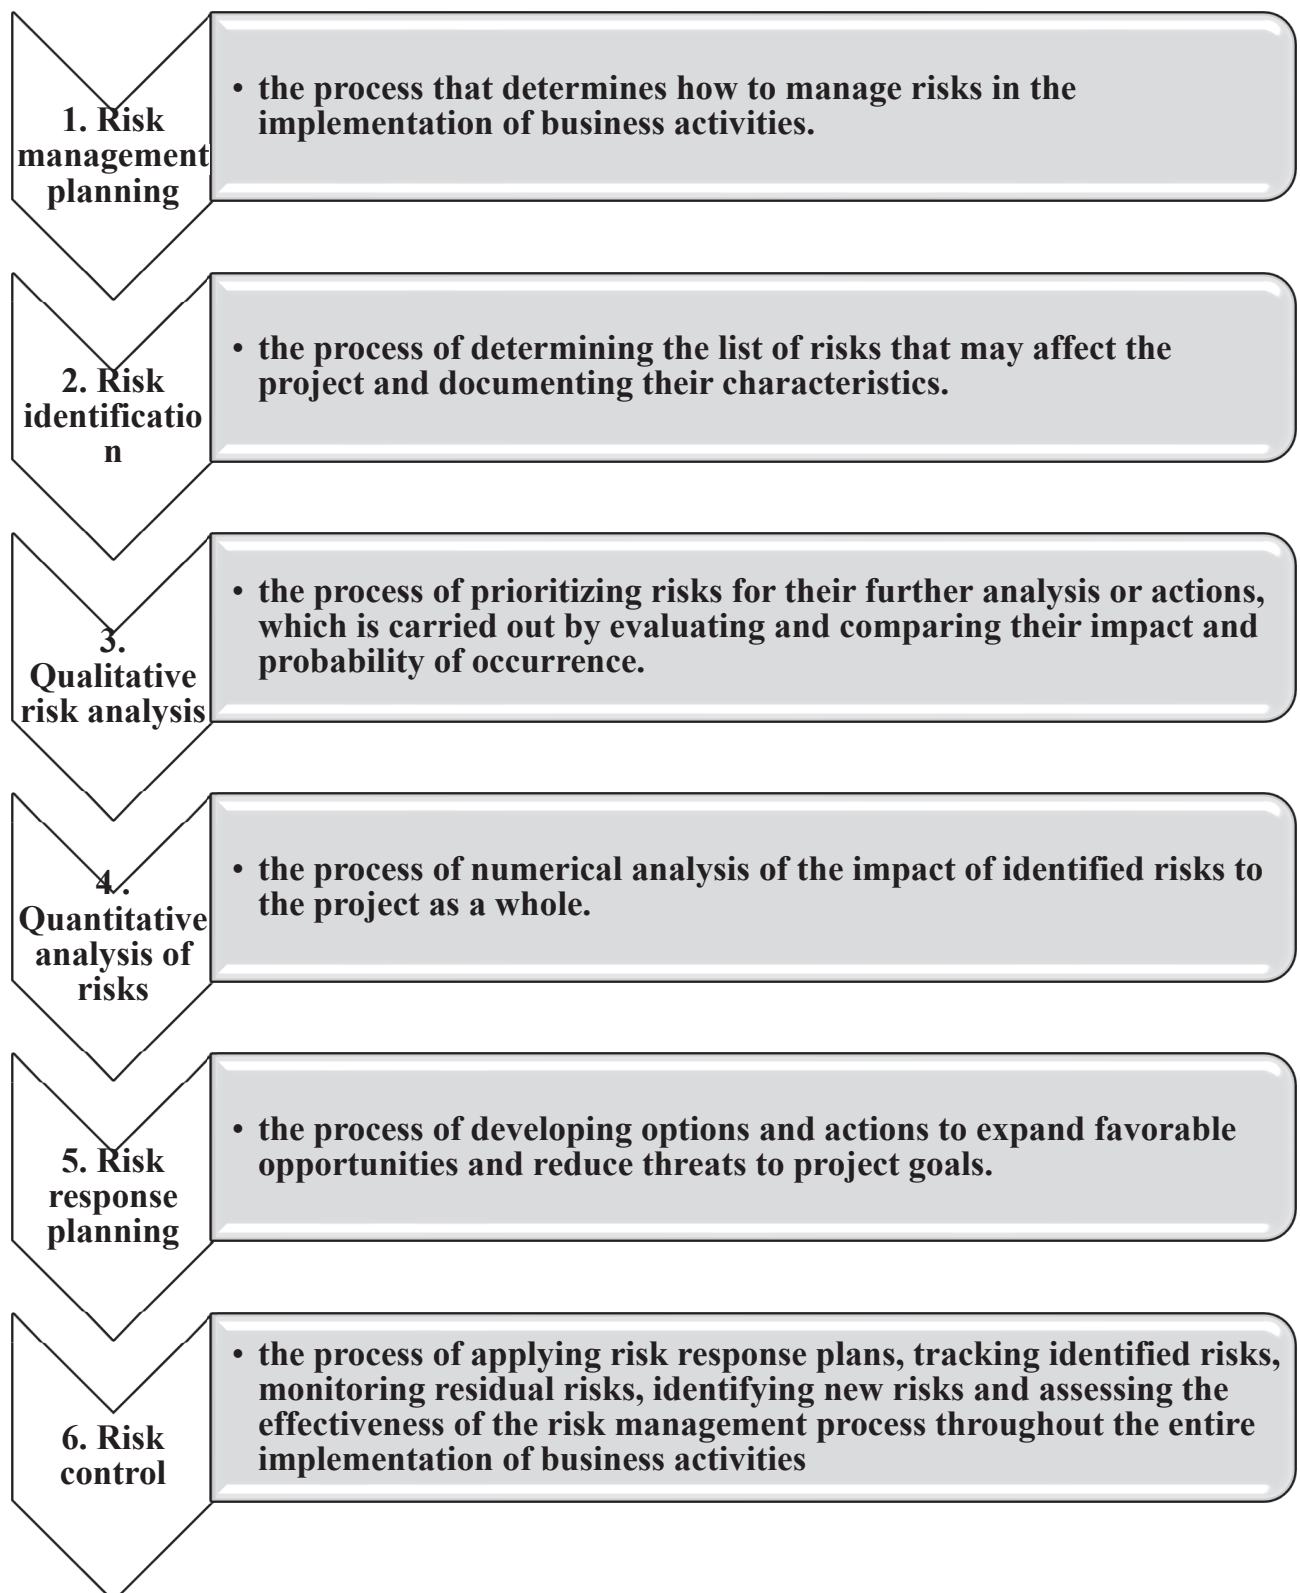 1. Risk
management
planning
• the process that determines how to manage risks in the
implementation of business activities.
2. Risk
identificatio
n
• the process of determining the list of risks that may affect the
project and documenting their characteristics.
3.
Qualitative
risk analysis
• the process of prioritizing risks for their further analysis or actions,
which is carried out by evaluating and comparing their impact and
probability of occurrence.
4 .
Quantitative
analysis of
risks
• the process of numerical analysis of the impact of identified risks to
the project as a whole.
5. Risk
response
planning
• the process of developing options and actions to expand favorable
opportunities and reduce threats to project goals.
6. Risk
control
• the process of applying risk response plans, tracking identified risks,
monitoring residual risks, identifying new risks and assessing the
effectiveness of the risk management process throughout the entire
implementation of business activities